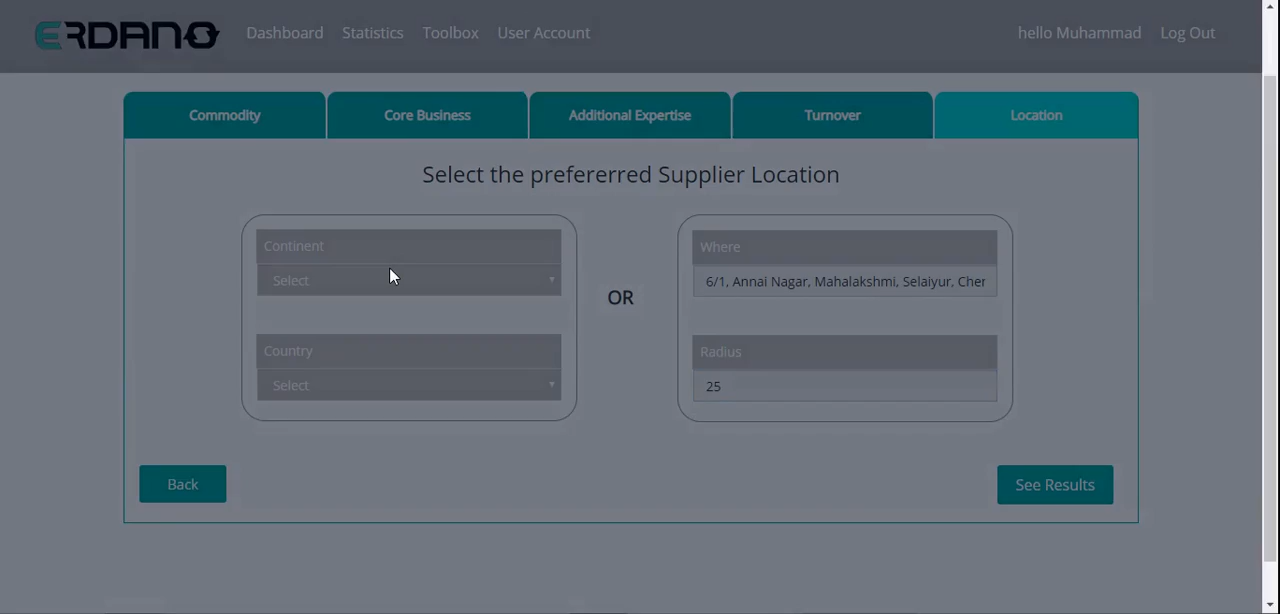 ERDANO Dashboard Statistics Toolbox User Account hello Muhammad Log Out
Commodity Core Business Additional Expertise Turnover Location
Select the prefererred Supplier Location
Continent
Select
Country
Select
OR
Where
6/1, Annai Nagar, Mahalakshmi, Selaiyur, Cher
Radius
25
Back See Results